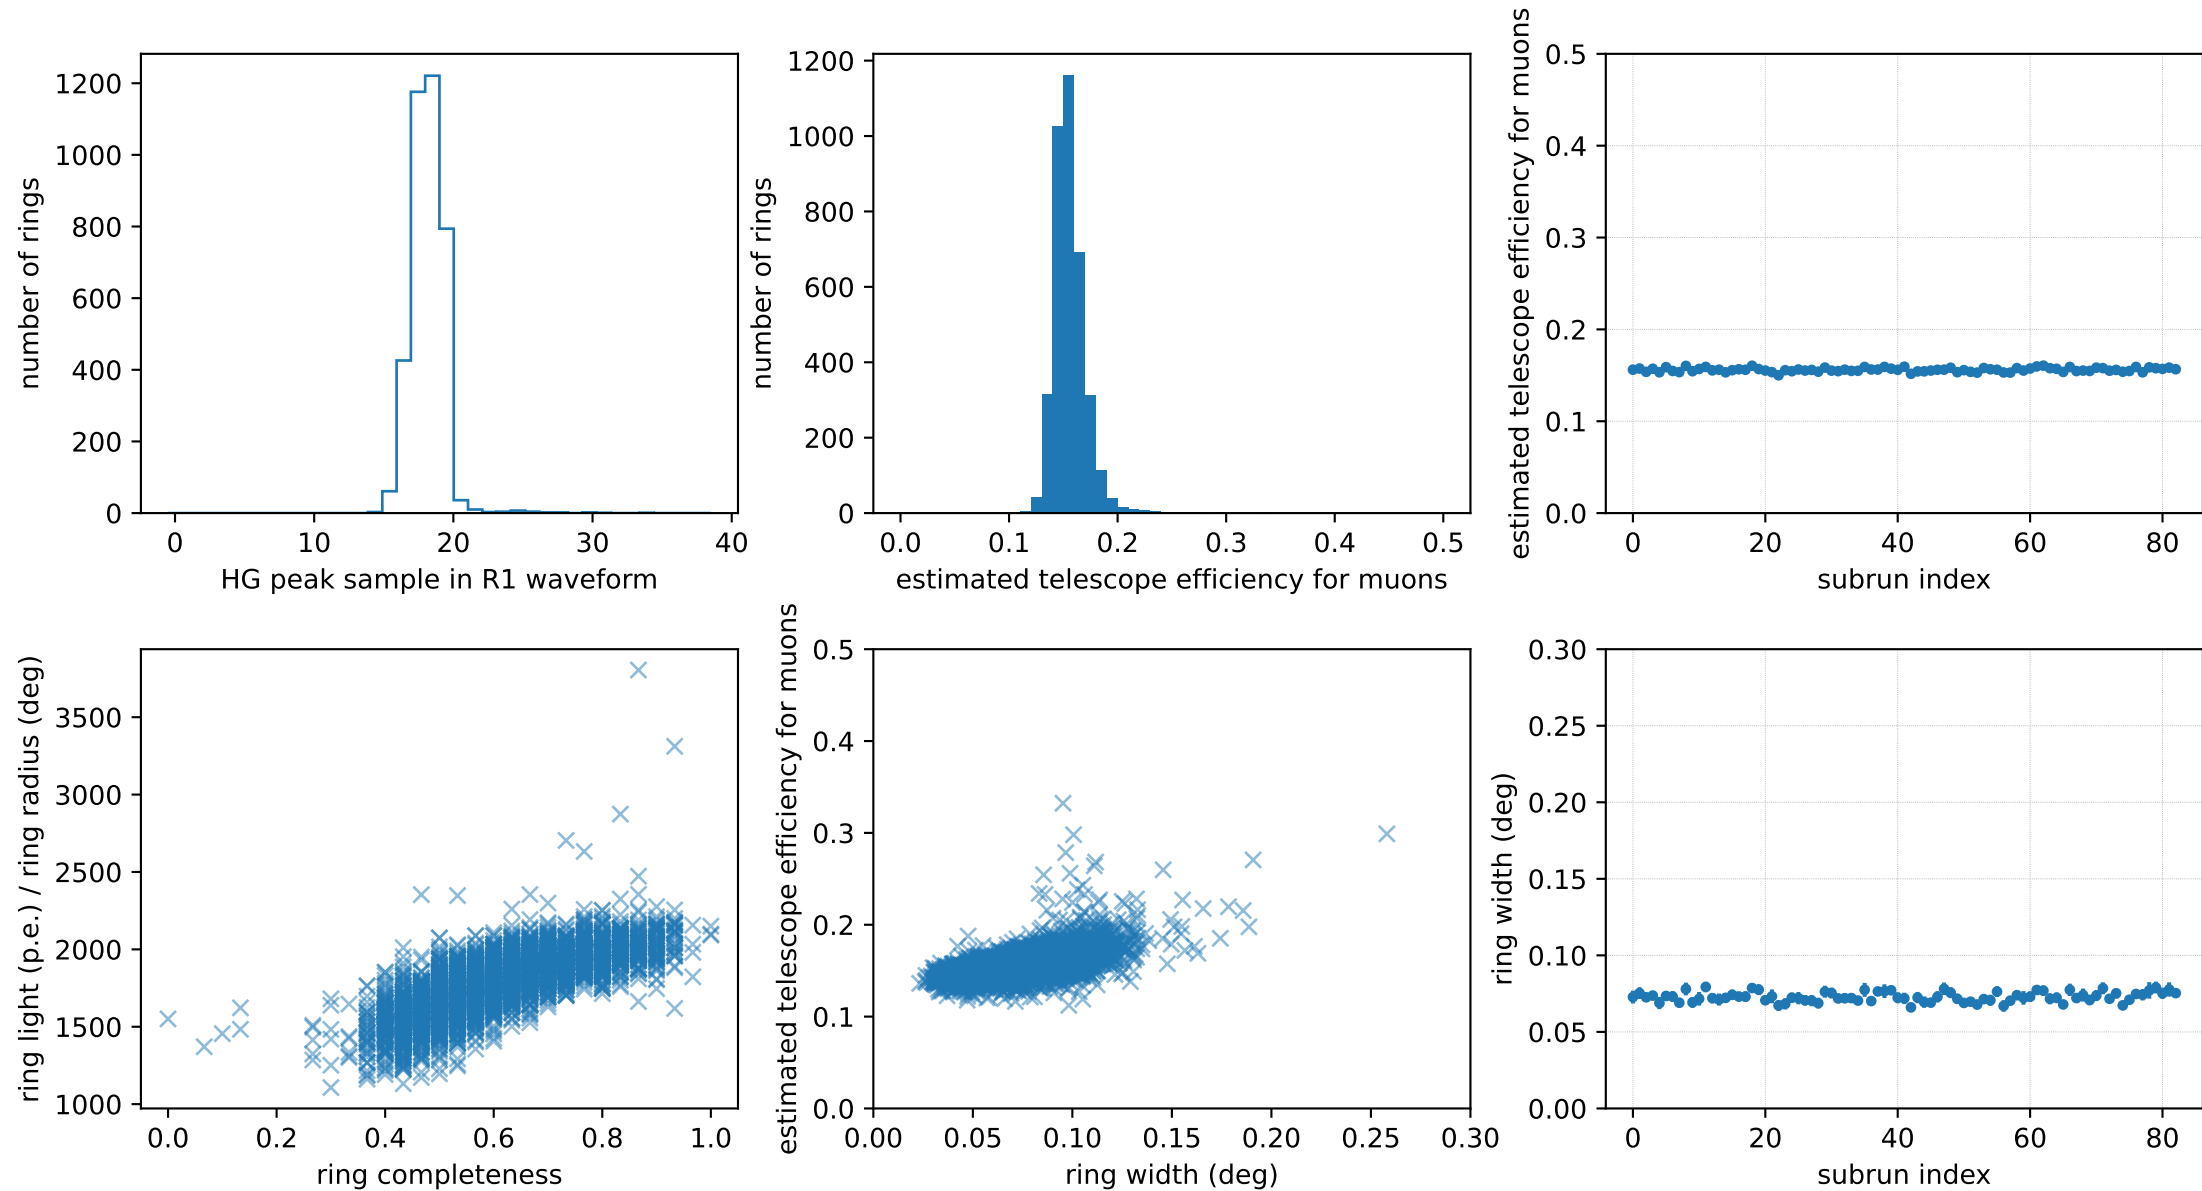 number of rings
1200
1000
800
600
400
200
0
0 10 20 30 40
HG peak sample in R1 waveform
number of rings
1200
1000
800
600
400
200
0
0.0 0.1 0.2 0.3 0.4 0.5
estimated telescope efficiency for muons
estimated telescope efficiency for muons
0.5
0.4
0.3
0.2
0.1
0.0
0 20 40 60 80
subrun index
ring light (p.e.) / ring radius (deg)
3500
3000
2500
2000
1500
1000
0.0 0.2 0.4 0.6 0.8 1.0
ring completeness
estimated telescope efficiency for muons
0.5
0.4
0.3
0.2
0.1
0.0
0.00 0.05 0.10 0.15 0.20 0.25 0.30
ring width (deg)
ring width (deg)
0.30
0.25
0.20
0.15
0.10
0.05
0.00
0 20 40 60 80
subrun index